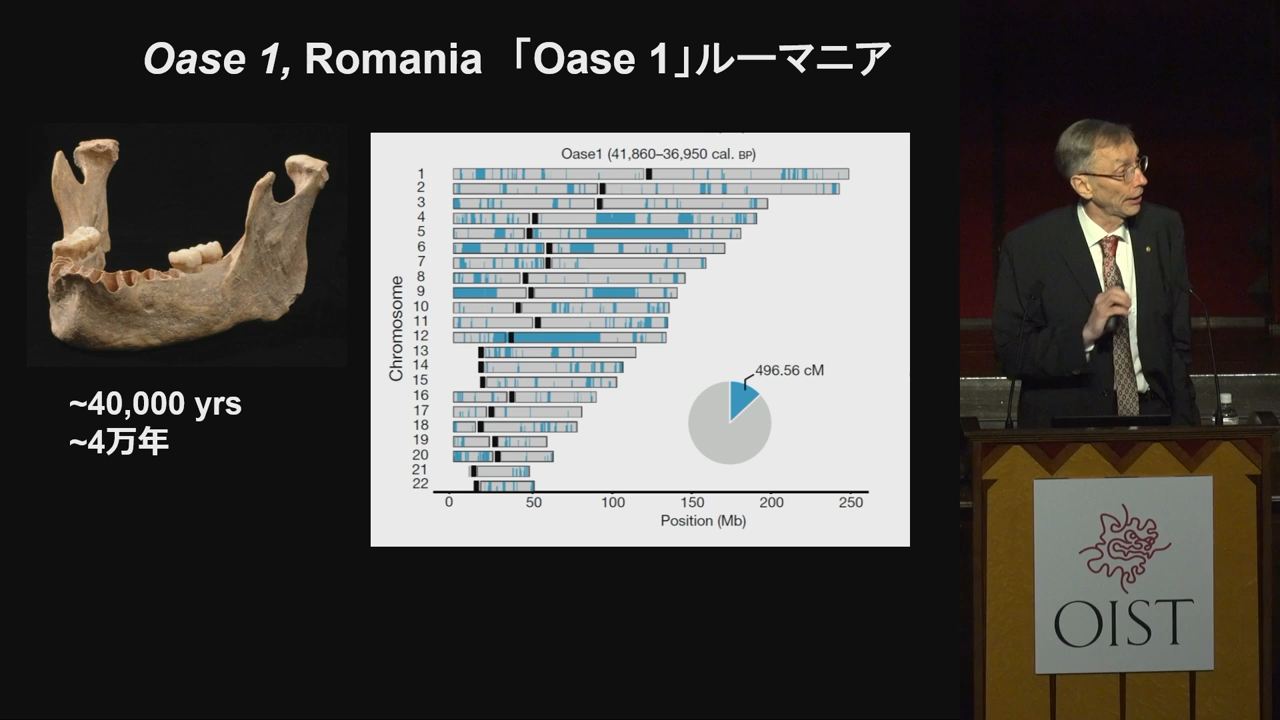 Oase 1, Romania 「Oase 1」ルーマニア
~40,000 yrs
~4万年
Oase1 (41,860–36,950 cal. BP)
Chromosome
1
2
3
4
5
6
7
8
9
10
11
12
13
14
15
16
17
18
19
20
21
22
496.56 cM
0 50 100 150 200 250
Position (Mb)
OIST